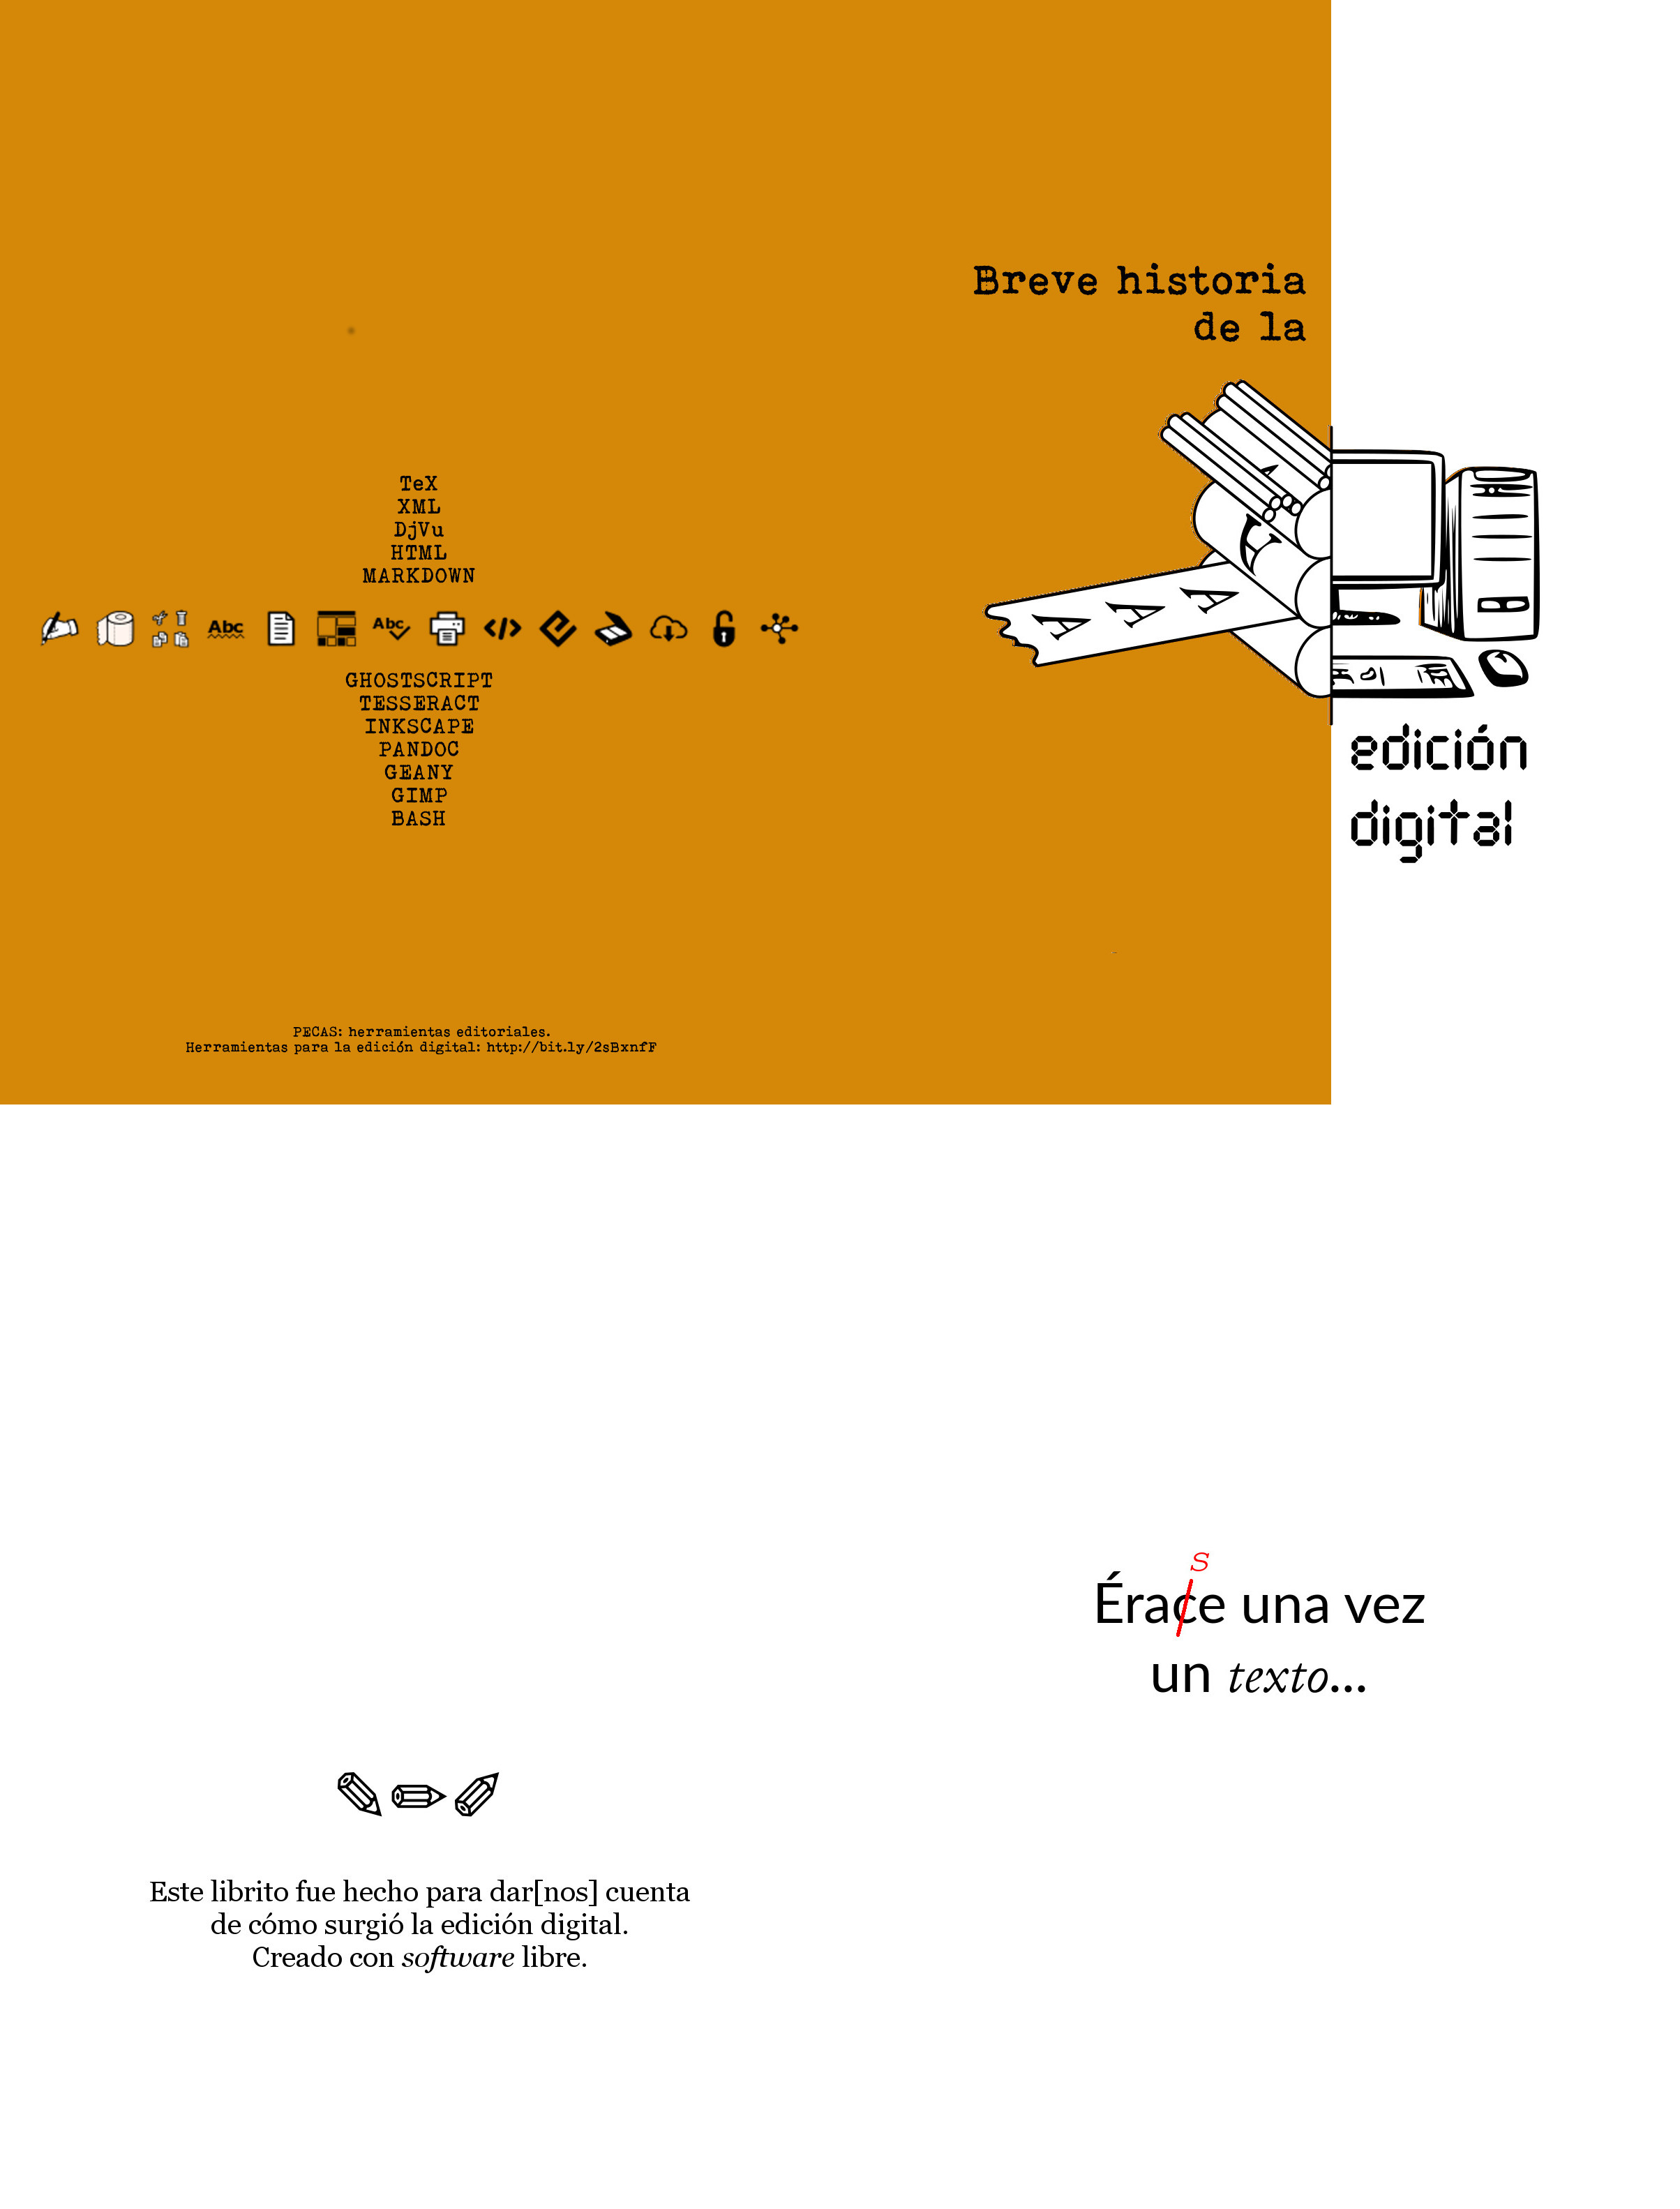 TeX
XML
DjVu
HTML
MARKDOWN
Abc
Abc
GHOSTSCRIPT
TESSERACT
INKSCAPE
PANDOC
GEANY
GIMP
BASH
PECAS: herramientas editoriales.
Herramientas para la edición digital: http://bit.ly/2sBxnfF
Breve historia
de la
A A A
edición
digital
Este librito fue hecho para dar[nos] cuenta
de cómo surgió la edición digital.
Creado con software libre.
s
Érace una vez
un texto...